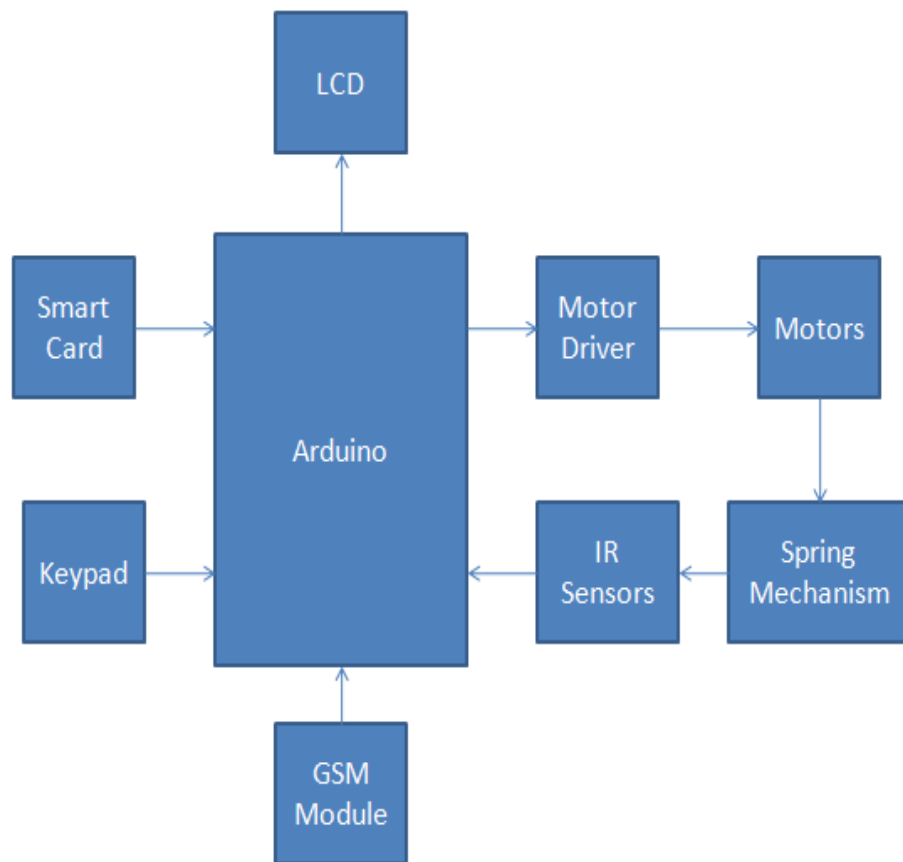 LCD
Smart
Card
Motor
Driver
Motors
Arduino
Keypad
IR
Sensors
Spring
Mechanism
GSM
Module